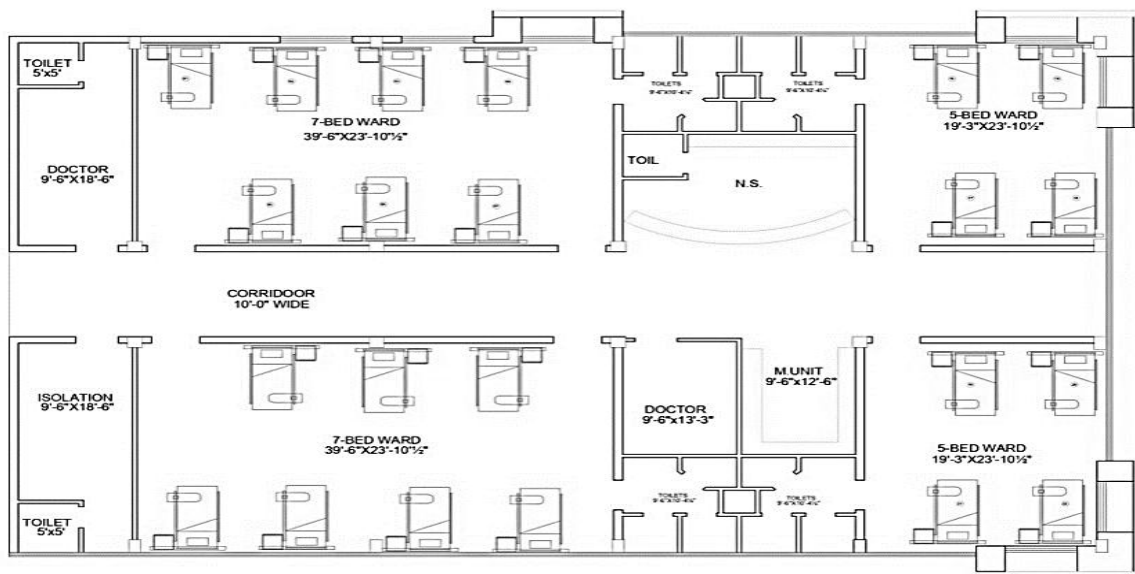 TOILET
5'x5'
7-BED WARD
39'-6"X23'-10½"
DOCTOR
9'-6"X18'-6"
TOILETS
TOILETS
TOIL
N.S.
5-BED WARD
19'-3"X23'-10½"
CORRIDOOR
10'-0" WIDE
ISOLATION
9'-6"X18'-6"
7-BED WARD
39'-6"X23'-10½"
TOILET
5'x5'
DOCTOR
9'-6"x13'-3"
M.UNIT
9'-6"x12'-6"
TOILETS
TOILETS
5-BED WARD
19'-3"X23'-10½"